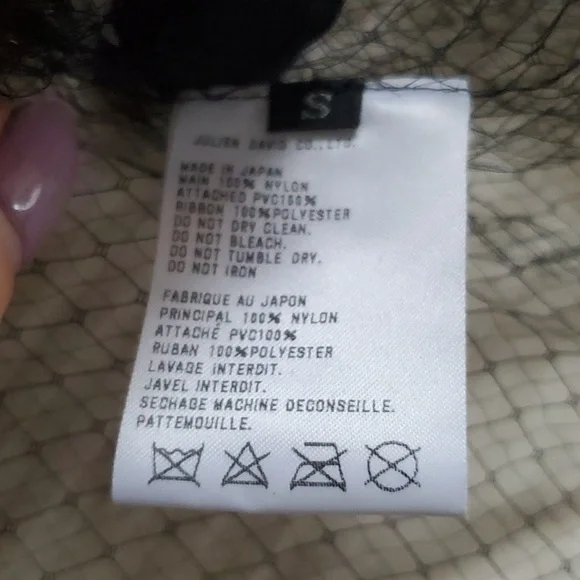 S
JULIEN DAVID CO.,LTD.
MADE IN JAPAN
MAIN 100% NYLON
ATTACHED PVC100%
RIBBON 100%POLYESTER
DO NOT DRY CLEAN.
DO NOT BLEACH.
DO NOT TUMBLE DRY.
DO NOT IRON
FABRIQUE AU JAPON
PRINCIPAL 100% NYLON
ATTACHÉ PVC100%
RUBAN 100%POLYESTER
LAVAGE INTERDIT.
JAVEL INTERDIT.
SECHAGE MACHINE DECONSEILLE.
PATTEMOUILLE.